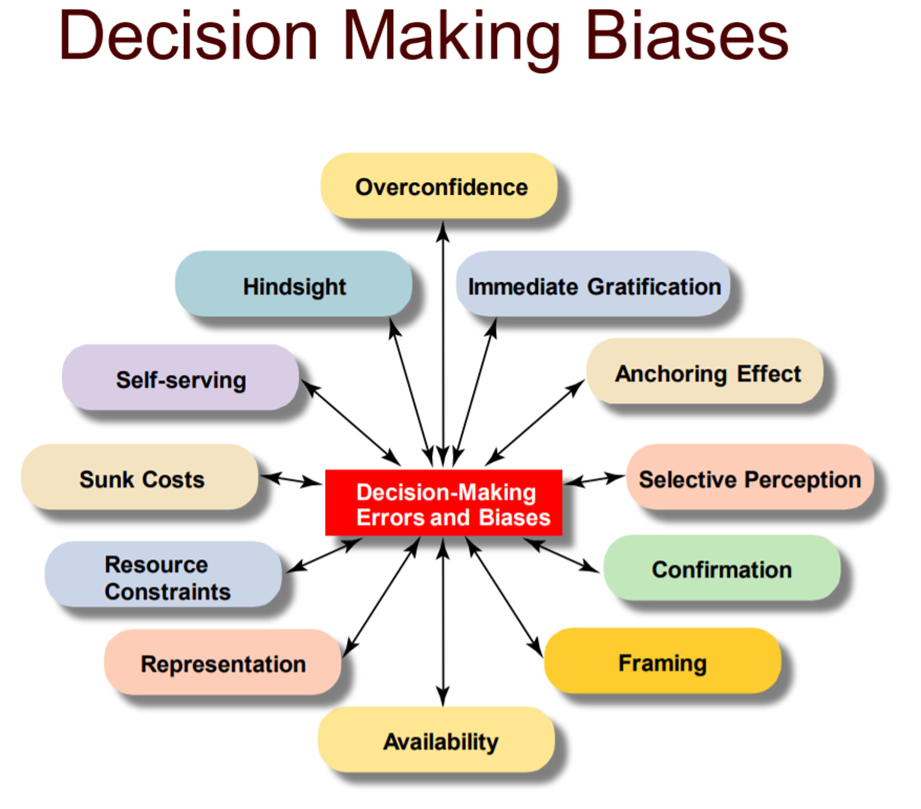 Decision Making Biases
Overconfidence
Hindsight
Immediate Gratification
Self-serving
Anchoring Effect
Sunk Costs
Selective Perception
Decision-Making
Errors and Biases
Resource
Constraints
Confirmation
Representation
Framing
Availability